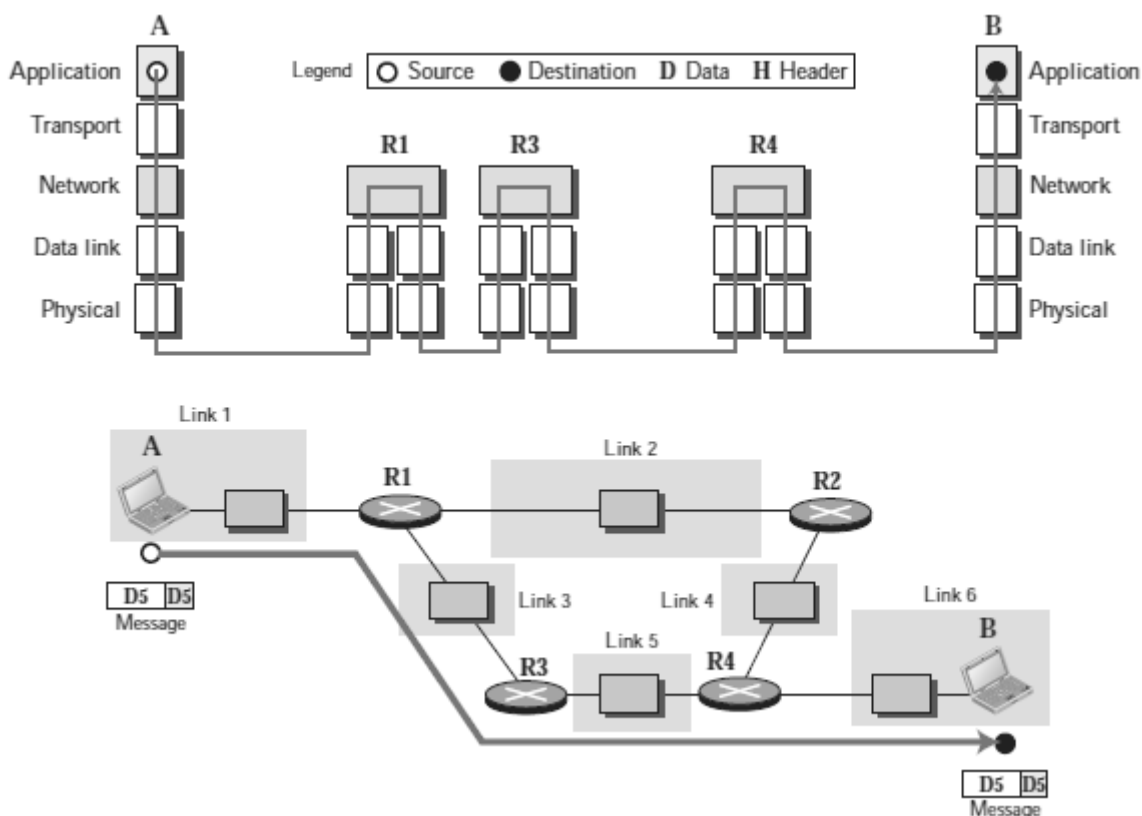 A
B
Application
Legend Source Destination D Data H Header
Application
Transport
Transport
R1 R3 R4
Network
Network
Data link
Data link
Physical
Physical
Link 1
A
Link 2
R1
R2
D5 D5
Message
Link 3
Link 4
Link 6
B
Link 5
R3
R4
D5 D5
Message